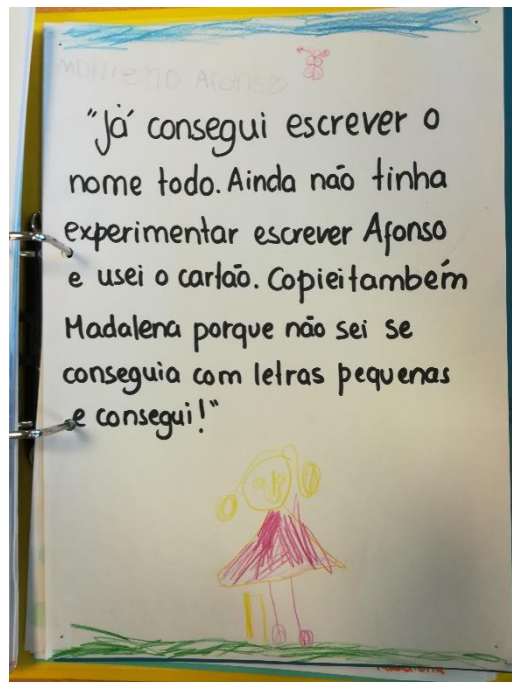 Afonso
"Já consegui escrever o
nome todo. Ainda não tinha
experimentar escrever Afonso
e usei o cartão. Copiei também
Madalena porque não sei se
conseguia com letras pequenas
e consegui!"